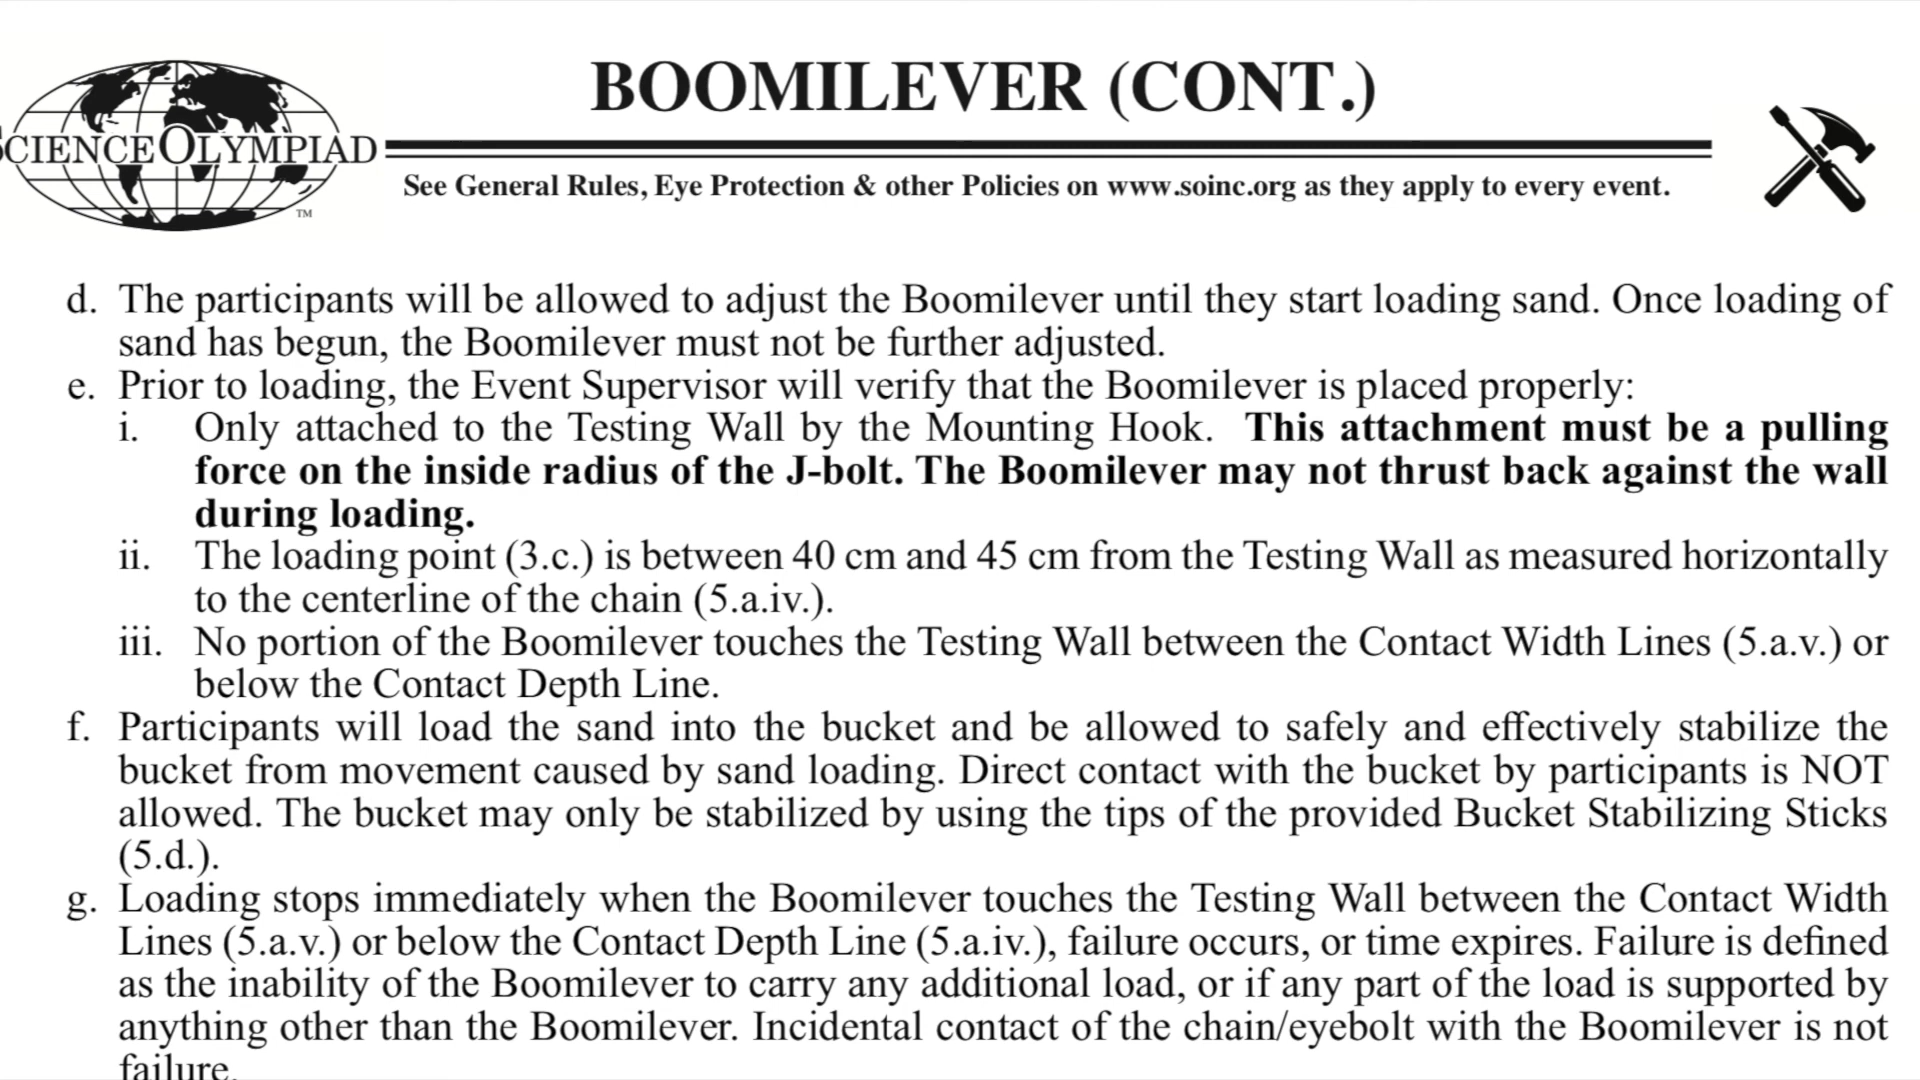 BOOMILEVER (CONT.)
SCIENCE OLYMPIAD
TM
See General Rules, Eye Protection & other Policies on www.soinc.org as they apply to every event.
d. The participants will be allowed to adjust the Boomilever until they start loading sand. Once loading of
sand has begun, the Boomilever must not be further adjusted.
e. Prior to loading, the Event Supervisor will verify that the Boomilever is placed properly:
i. Only attached to the Testing Wall by the Mounting Hook. This attachment must be a pulling
force on the inside radius of the J-bolt. The Boomilever may not thrust back against the wall
during loading.
ii. The loading point (3.c.) is between 40 cm and 45 cm from the Testing Wall as measured horizontally
to the centerline of the chain (5.a.iv.).
iii. No portion of the Boomilever touches the Testing Wall between the Contact Width Lines (5.a.v.) or
below the Contact Depth Line.
f. Participants will load the sand into the bucket and be allowed to safely and effectively stabilize the
bucket from movement caused by sand loading. Direct contact with the bucket by participants is NOT
allowed. The bucket may only be stabilized by using the tips of the provided Bucket Stabilizing Sticks
(5.d.).
g. Loading stops immediately when the Boomilever touches the Testing Wall between the Contact Width
Lines (5.a.v.) or below the Contact Depth Line (5.a.iv.), failure occurs, or time expires. Failure is defined
as the inability of the Boomilever to carry any additional load, or if any part of the load is supported by
anything other than the Boomilever. Incidental contact of the chain/eyebolt with the Boomilever is not
failure.